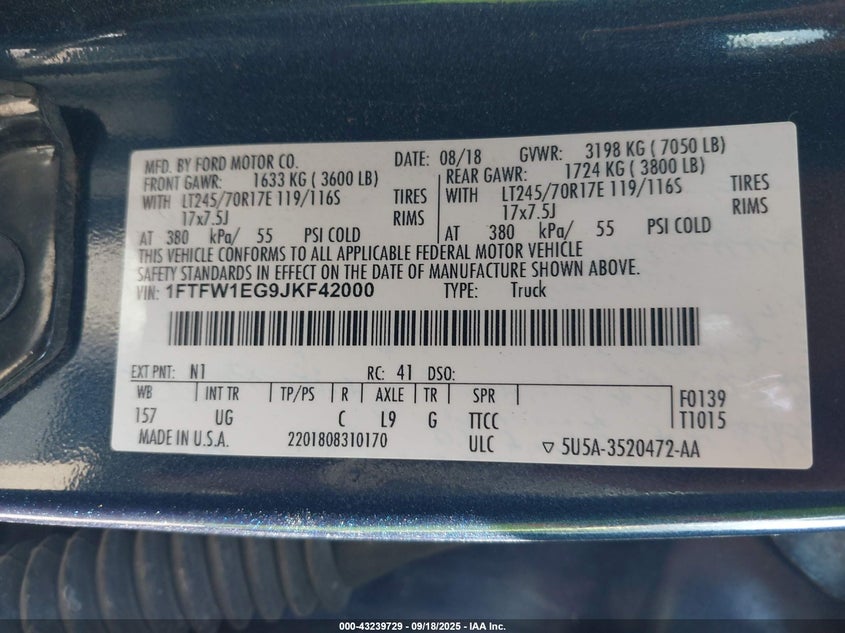 MFD. BY FORD MOTOR CO. DATE: 08/18 GVWR: 3198 KG ( 7050 LB)
FRONT GAWR: 1633 KG ( 3600 LB) REAR GAWR: 1724 KG ( 3800 LB)
WITH LT245/70R17E 119/116S TIRES WITH LT245/70R17E 119/116S TIRES
17x7.5J RIMS 17x7.5J RIMS
AT 380 kPa/ 55 PSI COLD AT 380 kPa/ 55 PSI COLD
THIS VEHICLE CONFORMS TO ALL APPLICABLE FEDERAL MOTOR VEHICLE
SAFETY STANDARDS IN EFFECT ON THE DATE OF MANUFACTURE SHOWN ABOVE.
VIN: 1FTFW1EG9JKF42000 TYPE: Truck
EXT PNT: N1 RC: 41 DSO:
WB INT TR TP/PS R AXLE TR SPR F0139
157 UG C L9 G TTCC T1015
MADE IN U.S.A. 2201808310170 ULC ▽ 5U5A-3520472-AA
000-43239729 - 09/18/2025 - IAA Inc.